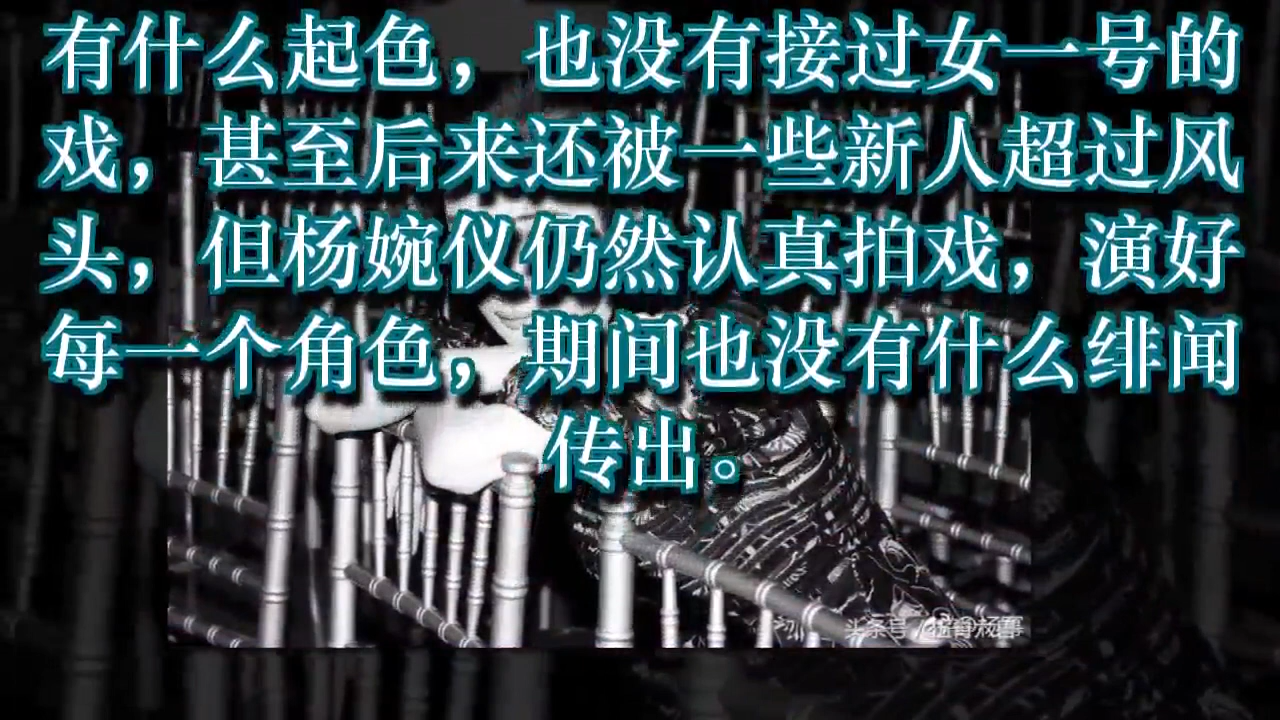 有什么起色，也没有接过女一号的
戏，甚至后来还被一些新人超过风
头，但杨婉仪仍然认真拍戏，演好
每一个角色，期间也没有什么绯闻
传出。
头条号